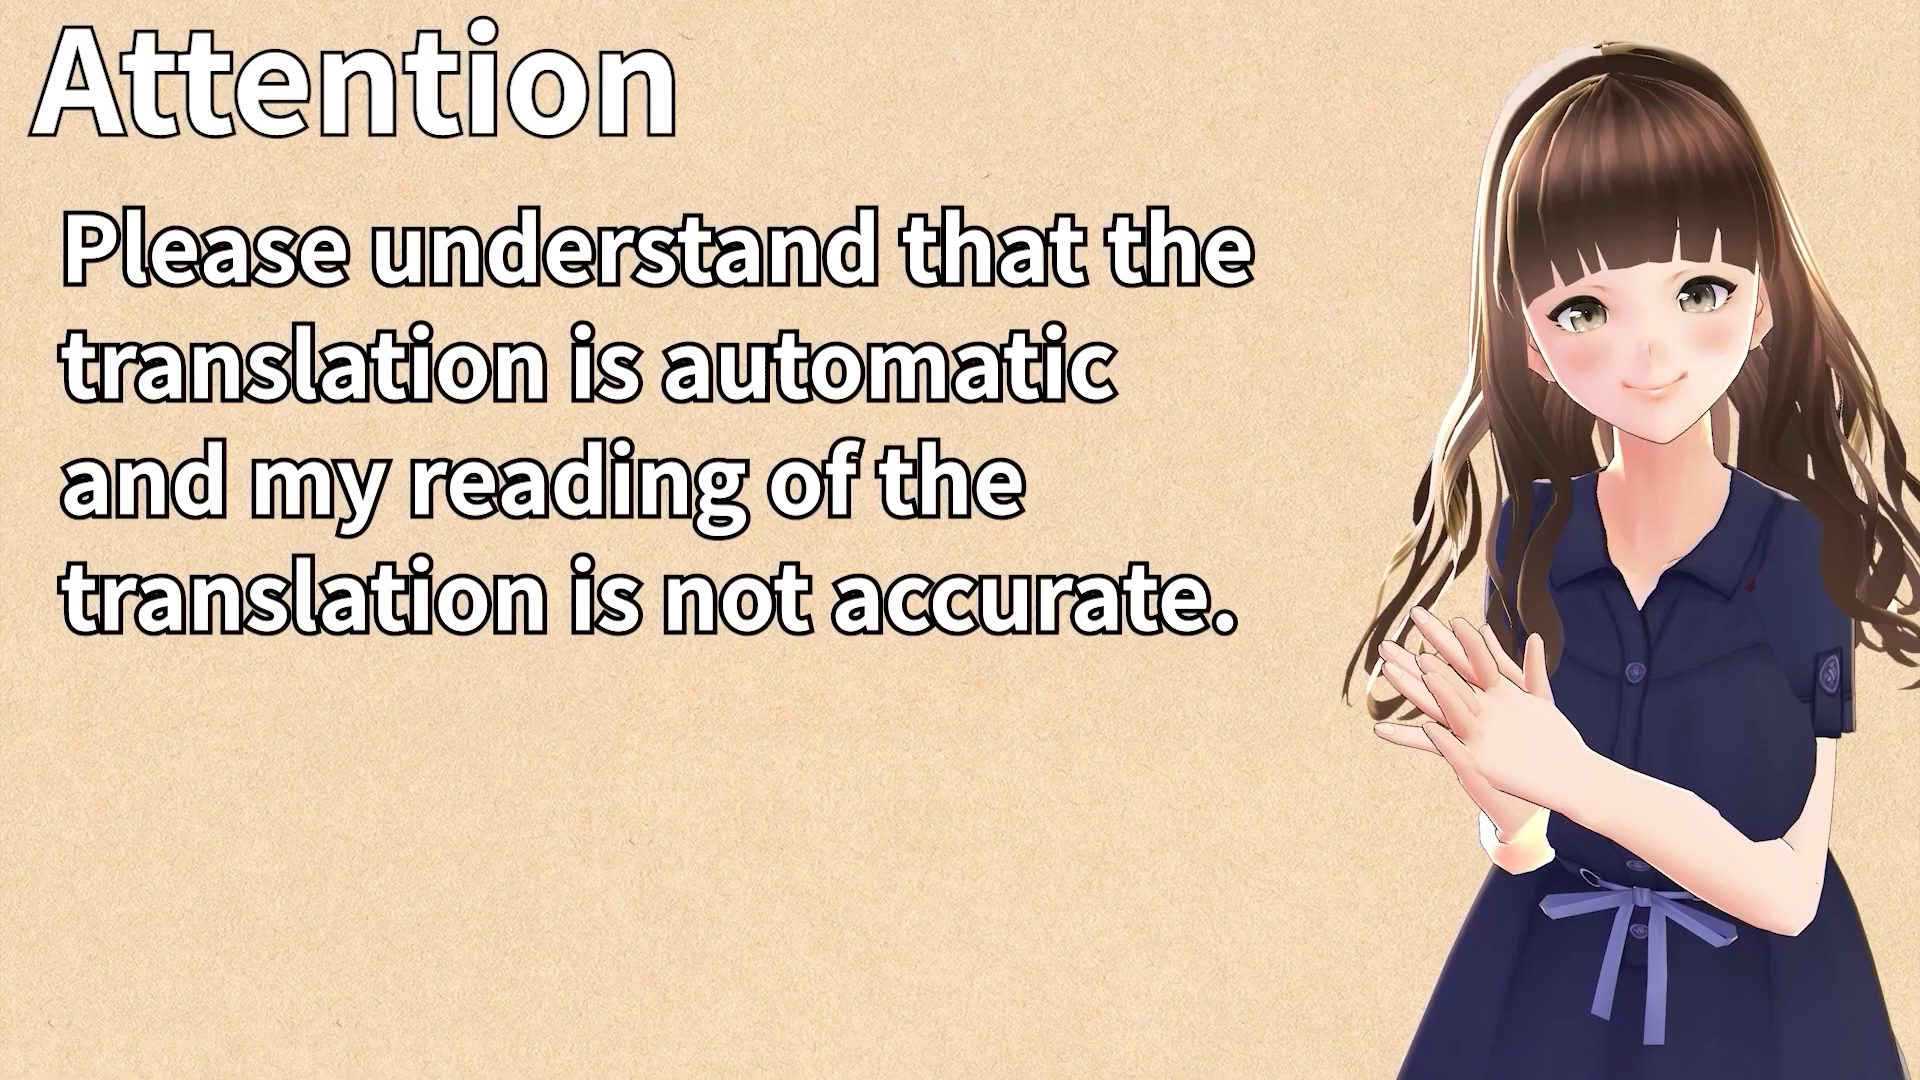 Attention
Please understand that the
translation is automatic
and my reading of the
translation is not accurate.